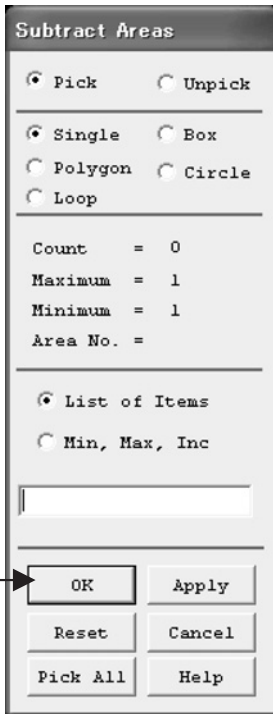 Subtract Areas
Pick Unpick
Single Box
Polygon Circle
Loop
Count = 0
Maximum = 1
Minimum = 1
Area No. =
List of Items
Min, Max, Inc
OK Apply
Reset Cancel
Pick All Help